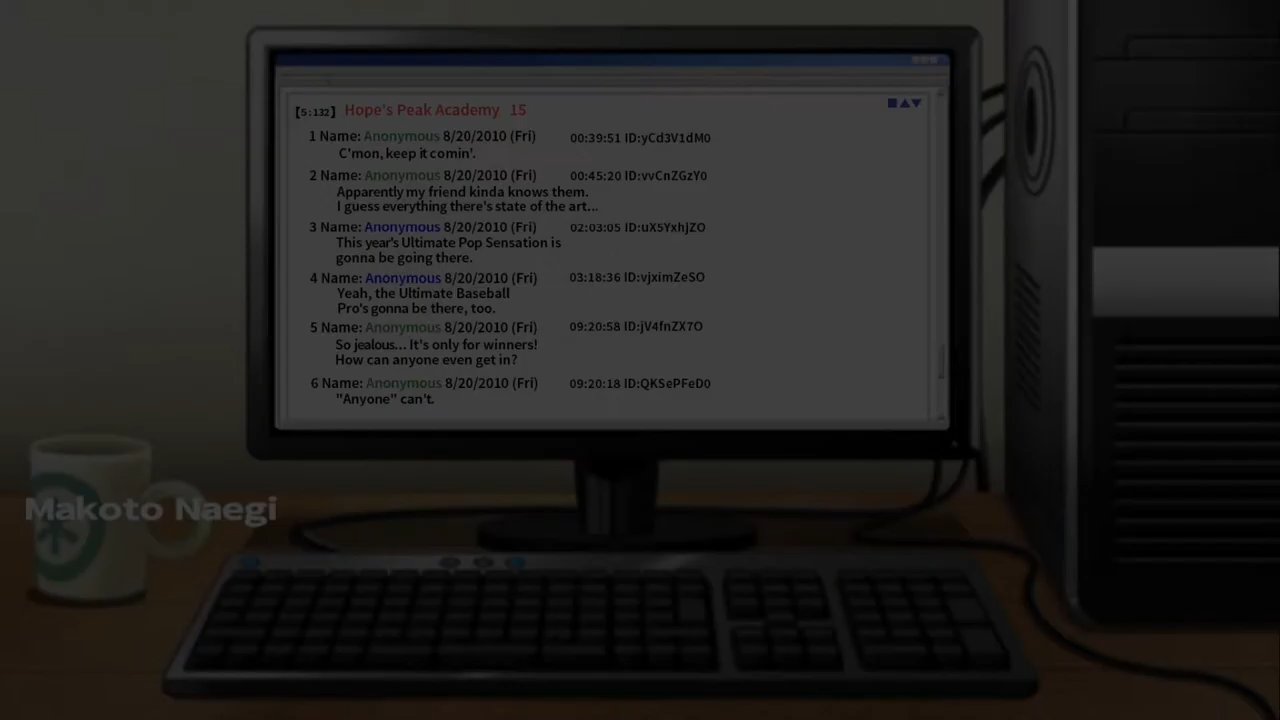 【5:132】 Hope's Peak Academy 15
1 Name: Anonymous 8/20/2010 (Fri) 00:39:51 ID:yCd3V1dM0
C'mon, keep it comin'.
2 Name: Anonymous 8/20/2010 (Fri) 00:45:20 ID:vvCnZGzY0
Apparently my friend kinda knows them.
I guess everything there's state of the art...
3 Name: Anonymous 8/20/2010 (Fri) 02:03:05 ID:uX5YxhjZO
This year's Ultimate Pop Sensation is
gonna be going there.
4 Name: Anonymous 8/20/2010 (Fri) 03:18:36 ID:vjximZeSO
Yeah, the Ultimate Baseball
Pro's gonna be there, too.
5 Name: Anonymous 8/20/2010 (Fri) 09:20:58 ID:jV4fnZX7O
So jealous... It's only for winners!
How can anyone even get in?
6 Name: Anonymous 8/20/2010 (Fri) 09:20:18 ID:QKSePFeD0
"Anyone" can't.
Makoto Naegi